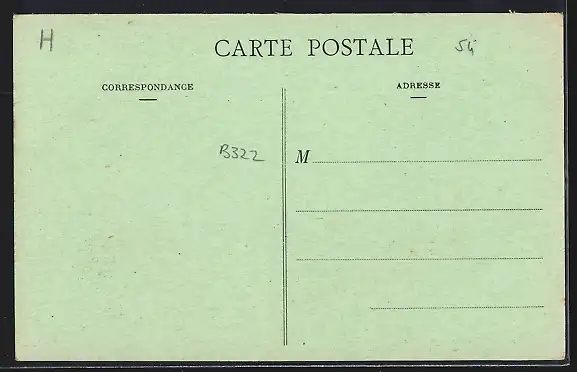 H
CARTE POSTALE
54
CORRESPONDANCE
ADRESSE
B322
M